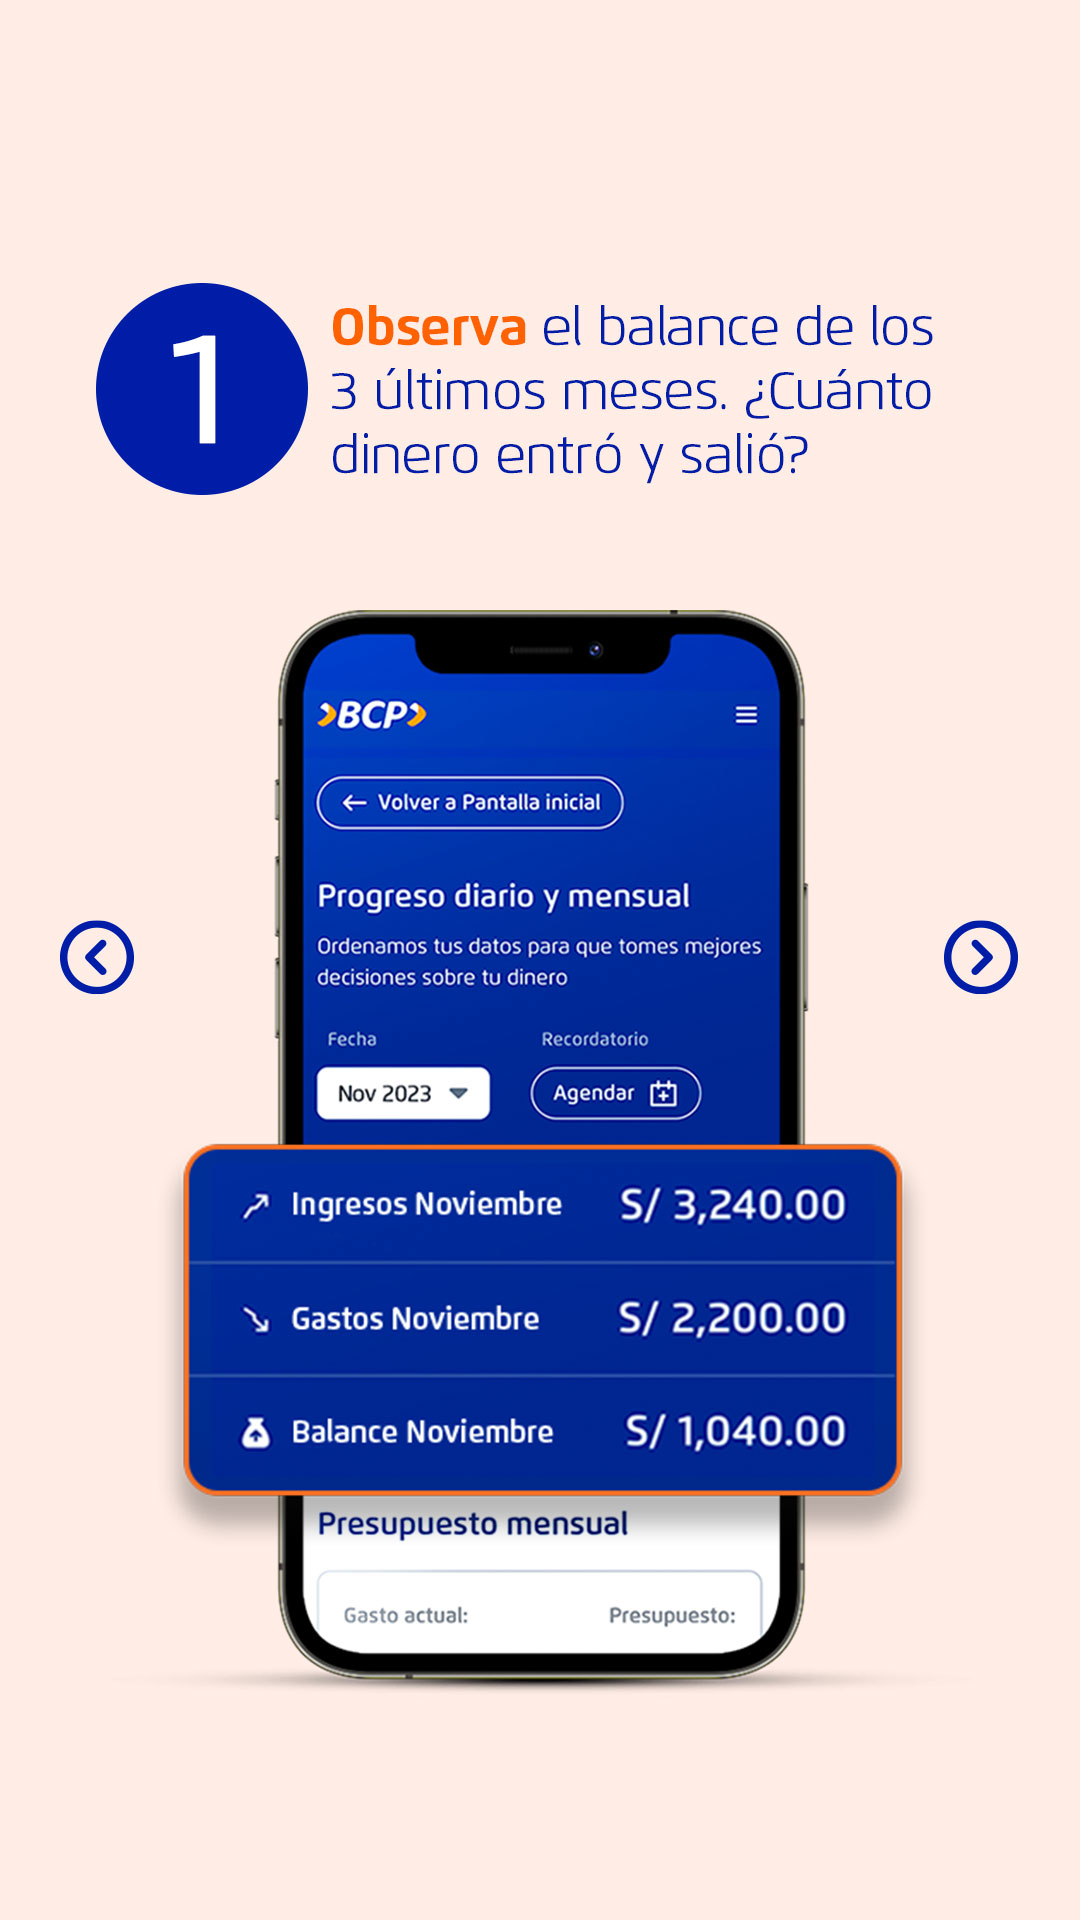 1
Observa el balance de los
3 últimos meses. ¿Cuánto
dinero entró y salió?
BCP
Volver a Pantalla inicial
Progreso diario y mensual
Ordenamos tus datos para que tomes mejores
decisiones sobre tu dinero
Fecha Recordatorio
Nov 2023 Agendar
Ingresos Noviembre S/ 3,240.00
Gastos Noviembre S/ 2,200.00
Balance Noviembre S/ 1,040.00
Presupuesto mensual
Gasto actual: Presupuesto: